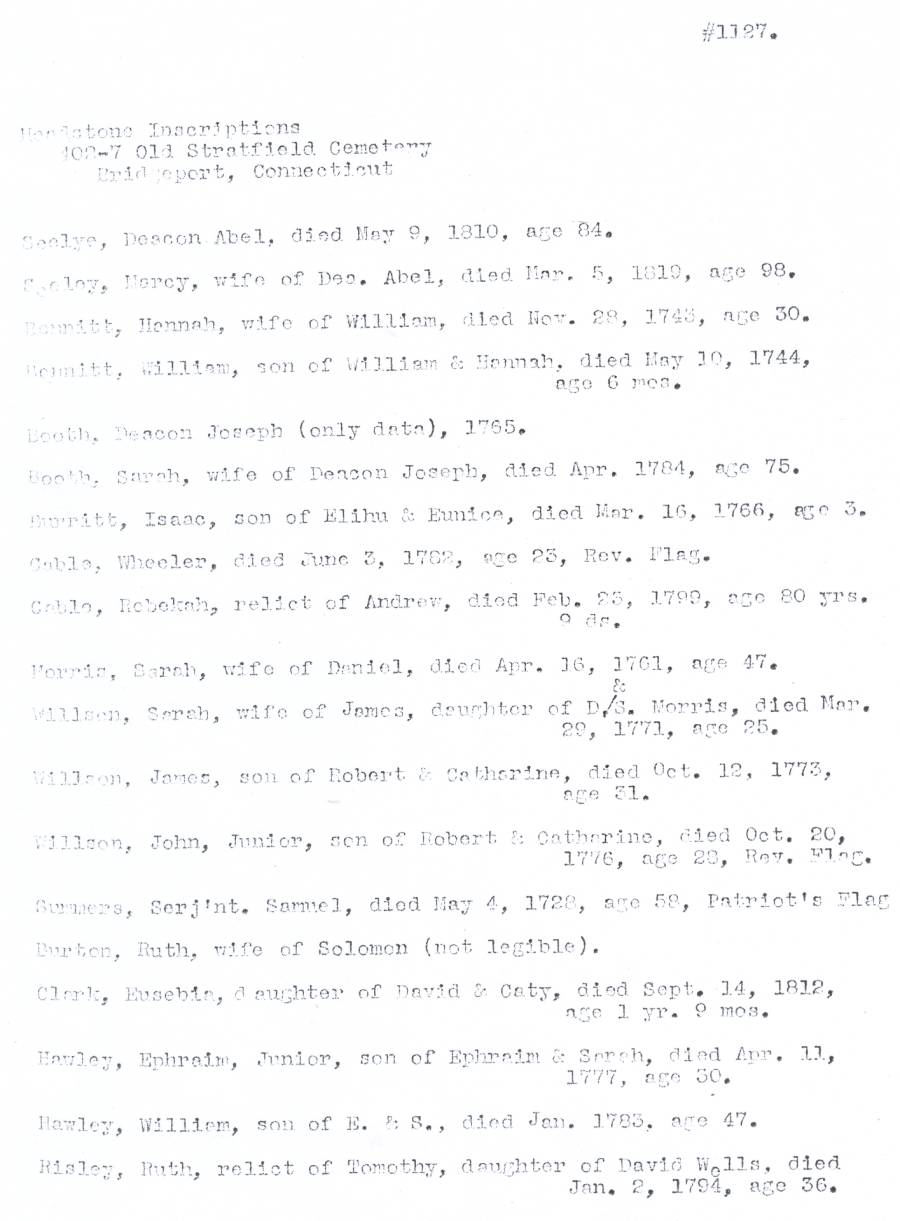 #1127.
Headstone Inscriptions
402-7 Old Stratfield Cemetery
Bridgeport, Connecticut
Seelye, Deacon Abel, died May 9, 1810, age 84.
Seeley, Mercy, wife of Dea. Abel, died Mar. 5, 1819, age 98.
Bennitt, Hannah, wife of William, died Nov. 28, 1743, age 30.
Bennitt, William, son of William & Hannah, died May 10, 1744,
age 6 mos.
Booth, Deacon Joseph (only data), 1765.
Booth, Sarah, wife of Deacon Joseph, died Apr. 1784, age 75.
Burritt, Isaac, son of Elihu & Eunice, died Mar. 16, 1766, age 3.
Cable, Wheeler, died June 3, 1782, age 23, Rev. Flag.
Cable, Rebekah, relict of Andrew, died Feb. 23, 1799, age 80 yrs.
9 ds.
Morris, Sarah, wife of Daniel, died Apr. 16, 1761, age 47.
&
Willson, Sarah, wife of James, daughter of D./S. Morris, died Mar.
29, 1771, age 25.
Willson, James, son of Robert & Catharine, died Oct. 12, 1773,
age 31.
Willson, John, Junior, son of Robert & Catharine, died Oct. 20,
1776, age 28, Rev. Flag.
Summers, Serj'nt. Samuel, died May 4, 1728, age 58, Patriot's Flag
Burton, Ruth, wife of Solomon (not legible).
Clark, Eusebia, d aughter of David & Caty, died Sept. 14, 1812,
age 1 yr. 9 mos.
Hawley, Ephraim, Junior, son of Ephraim & Sarah, died Apr. 11,
1777, age 30.
Hawley, William, son of E. & S., died Jan. 1783, age 47.
Risley, Ruth, relict of Tomothy, daughter of David Wells, died
Jan. 2, 1794, age 36.